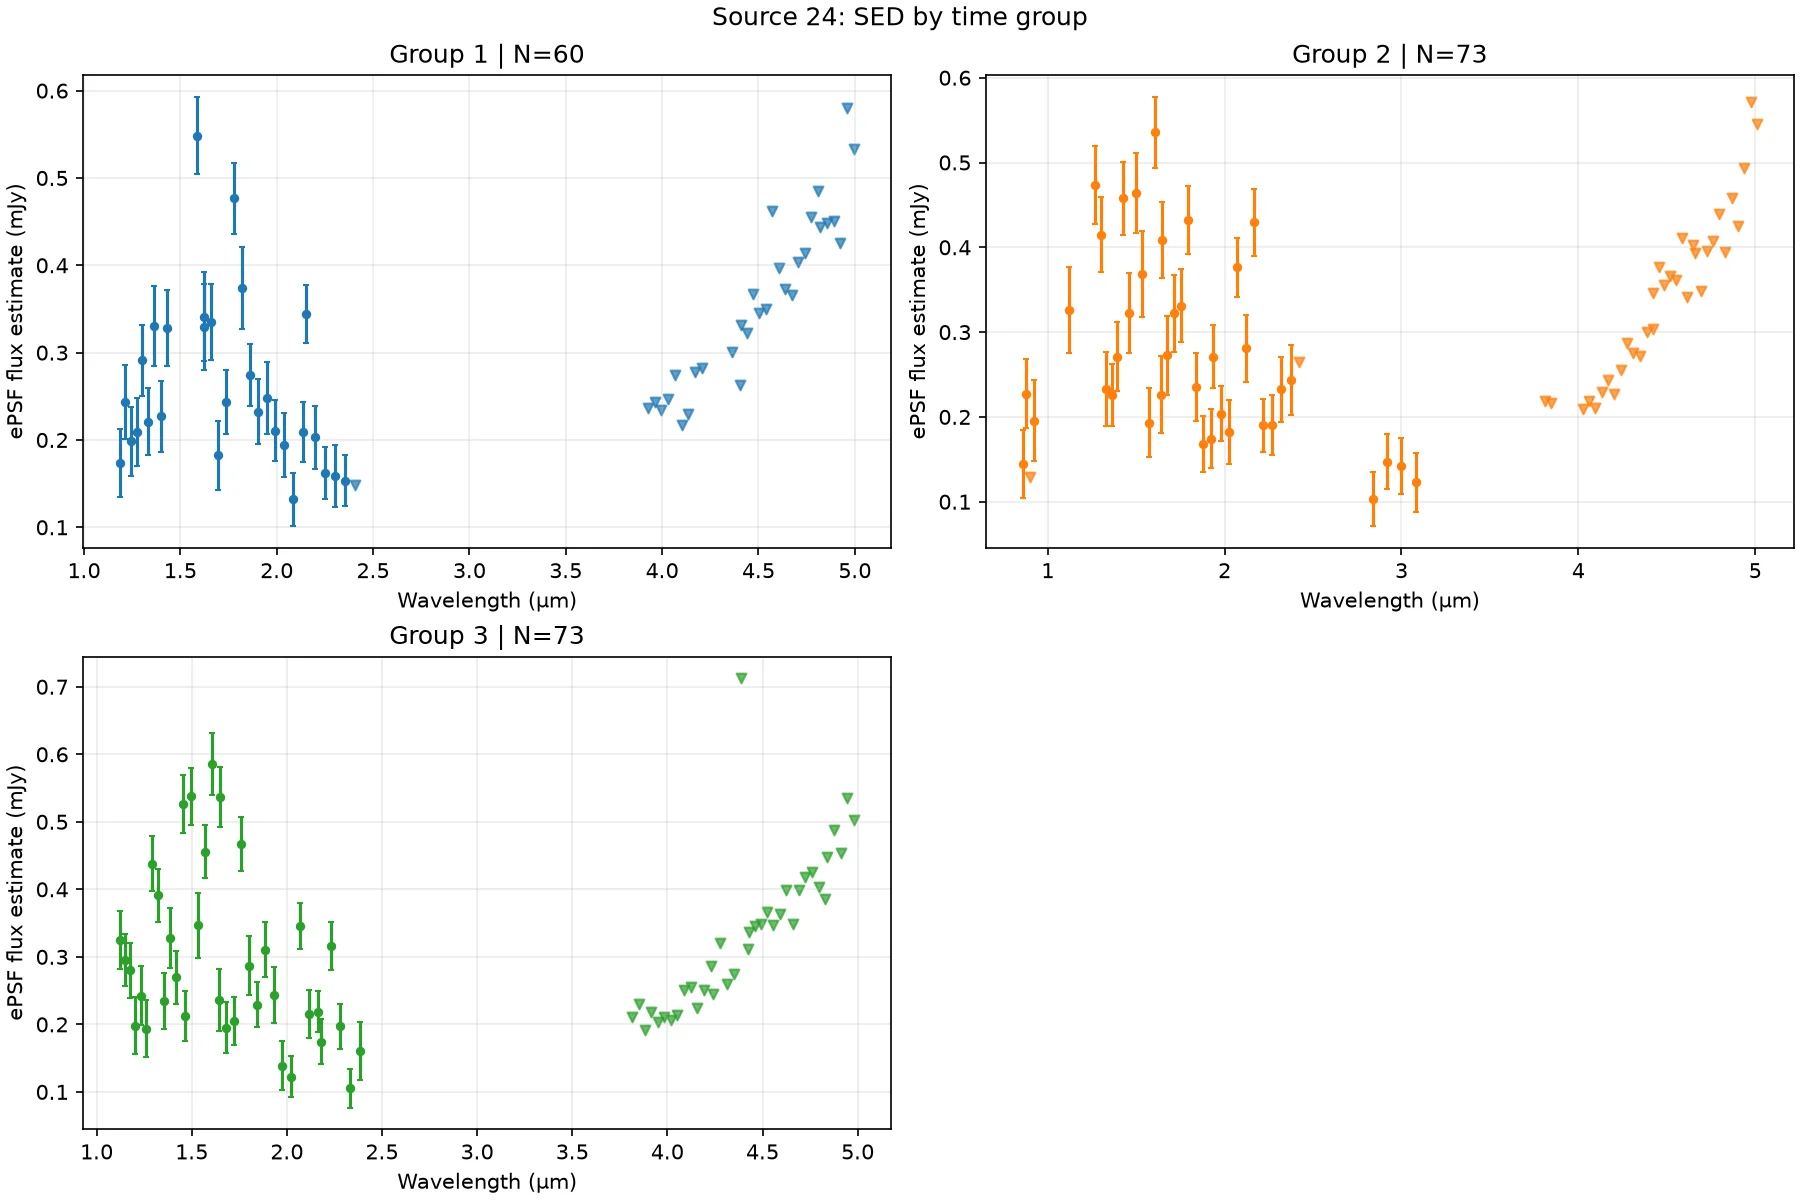 Source 24: SED by time group
Group 1 | N=60
ePSF flux estimate (mJy)
0.6
0.5
0.4
0.3
0.2
0.1
1.0 1.5 2.0 2.5 3.0 3.5 4.0 4.5 5.0
Wavelength (µm)
Group 2 | N=73
ePSF flux estimate (mJy)
0.6
0.5
0.4
0.3
0.2
0.1
1 2 3 4 5
Wavelength (µm)
Group 3 | N=73
ePSF flux estimate (mJy)
0.7
0.6
0.5
0.4
0.3
0.2
0.1
1.0 1.5 2.0 2.5 3.0 3.5 4.0 4.5 5.0
Wavelength (µm)